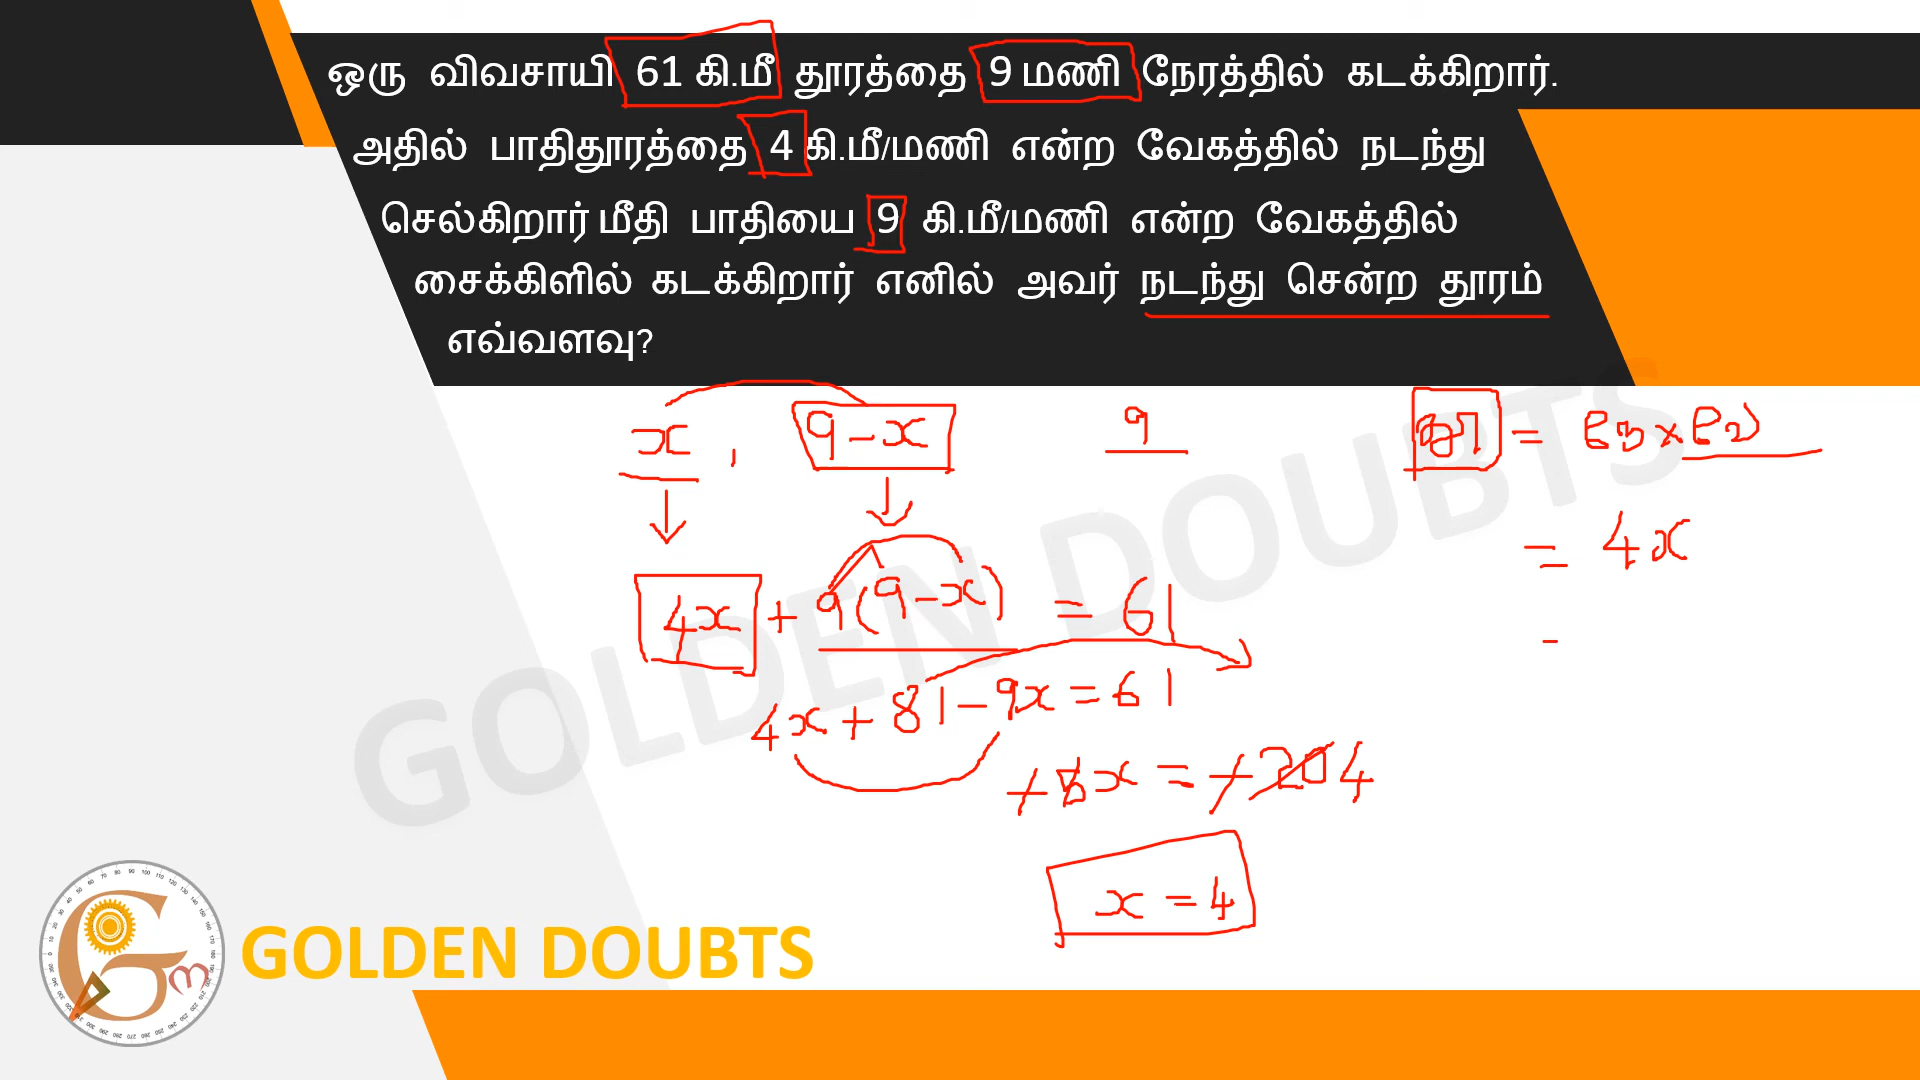 ஒரு விவசாயி 61 கி.மீ தூரத்தை 9 மணி நேரத்தில் கடக்கிறார்.
அதில் பாதிதூரத்தை 4 கி.மீ/மணி என்ற வேகத்தில் நடந்து
செல்கிறார் மீதி பாதியை 9 கி.மீ/மணி என்ற வேகத்தில்
சைக்கிளில் கடக்கிறார் எனில் அவர் நடந்து சென்ற தூரம்
எவ்வளவு?
x , 9-x 9
= 4x
4x + 9(9-x) = 61
=
4x + 81 - 9x = 61
x = 4
GOLDEN DOUBTS
GOLDEN DOUBTS